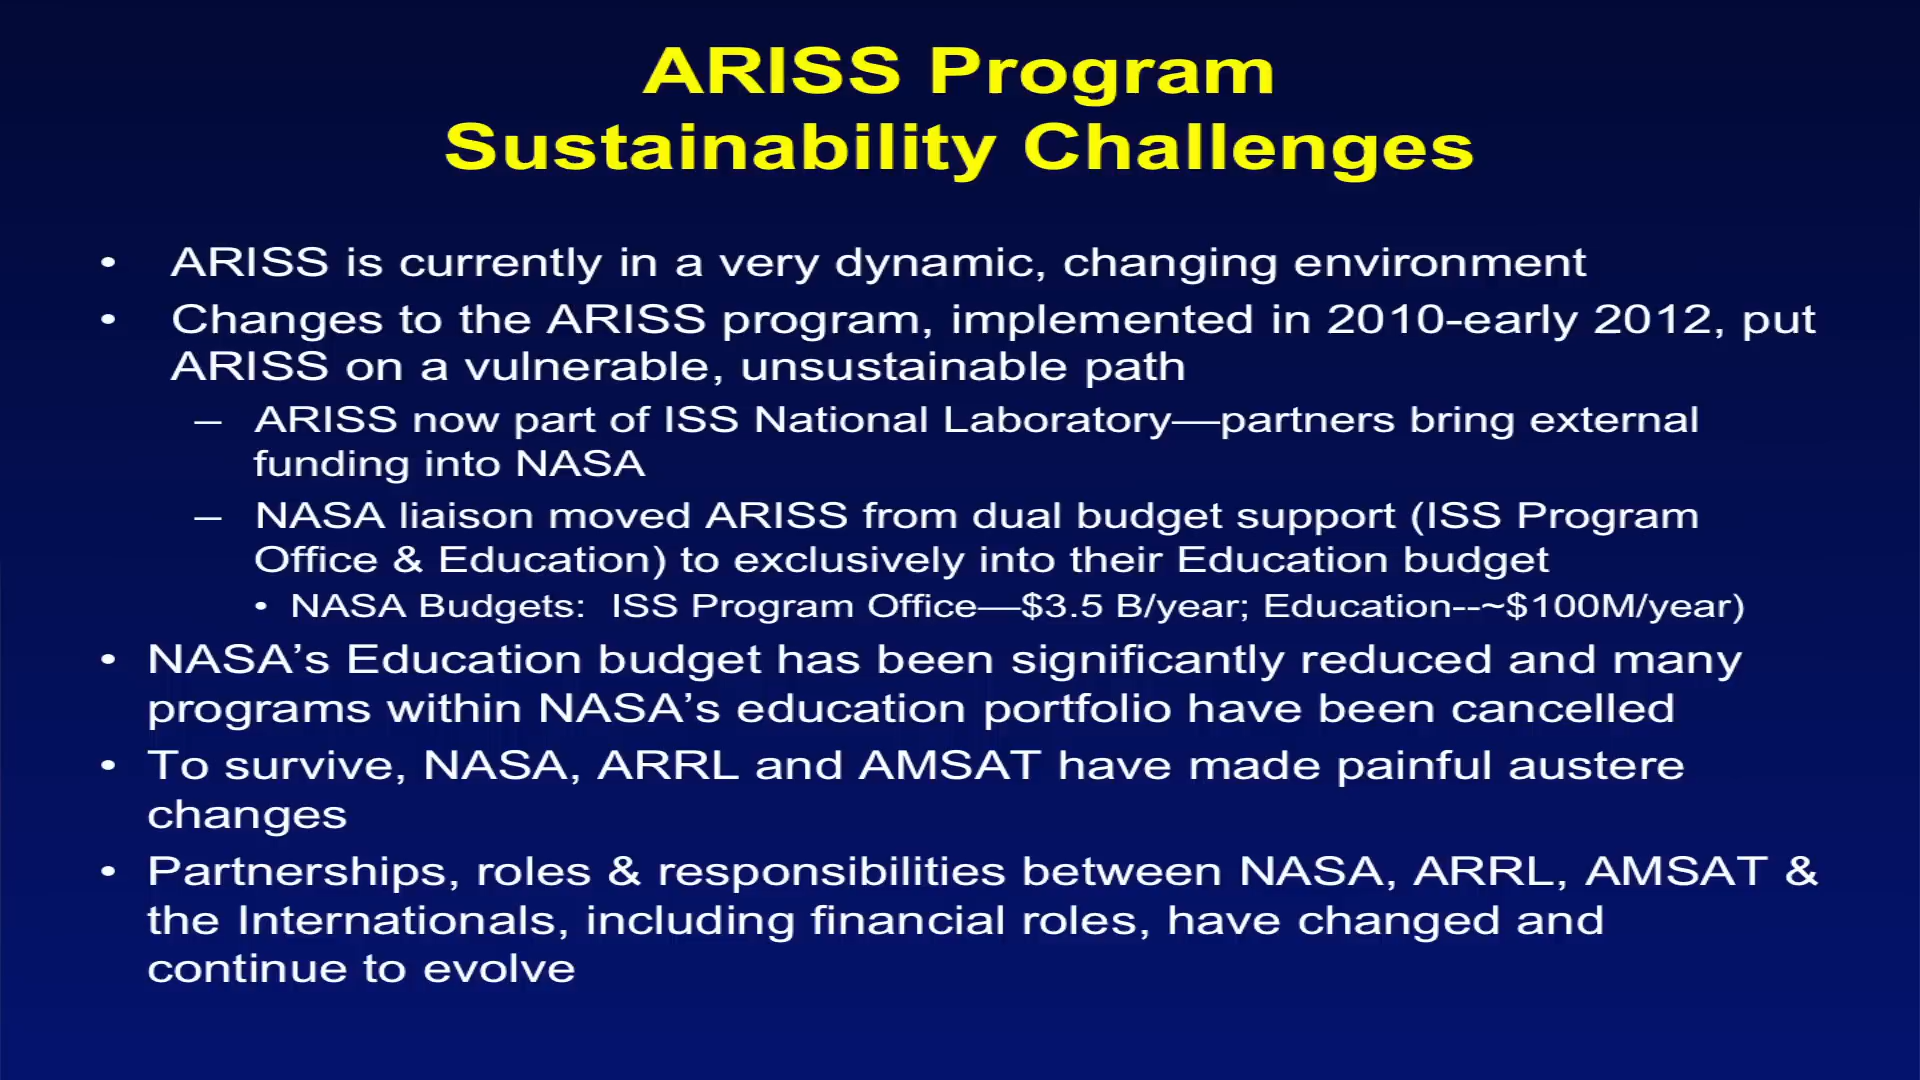 ARISS Program
Sustainability Challenges
• ARISS is currently in a very dynamic, changing environment
• Changes to the ARISS program, implemented in 2010-early 2012, put
ARISS on a vulnerable, unsustainable path
– ARISS now part of ISS National Laboratory—partners bring external
funding into NASA
– NASA liaison moved ARISS from dual budget support (ISS Program
Office & Education) to exclusively into their Education budget
• NASA Budgets:  ISS Program Office—$3.5 B/year; Education--~$100M/year)
• NASA’s Education budget has been significantly reduced and many
programs within NASA’s education portfolio have been cancelled
• To survive, NASA, ARRL and AMSAT have made painful austere
changes
• Partnerships, roles & responsibilities between NASA, ARRL, AMSAT &
the Internationals, including financial roles, have changed and
continue to evolve